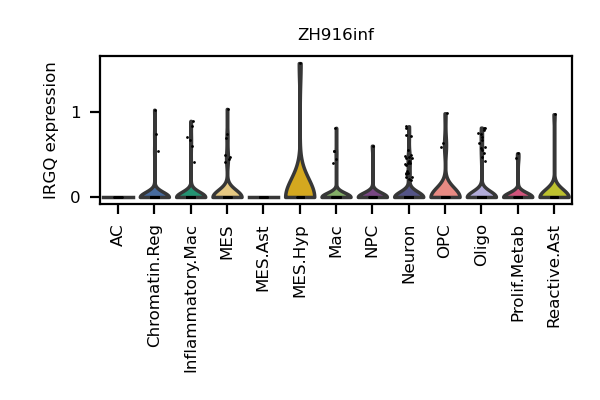 ZH916inf
IRGQ expression
1
0
AC
Chromatin.Reg
Inflammatory.Mac
MES
MES.Ast
MES.Hyp
Mac
NPC
Neuron
OPC
Oligo
Prolif.Metab
Reactive.Ast